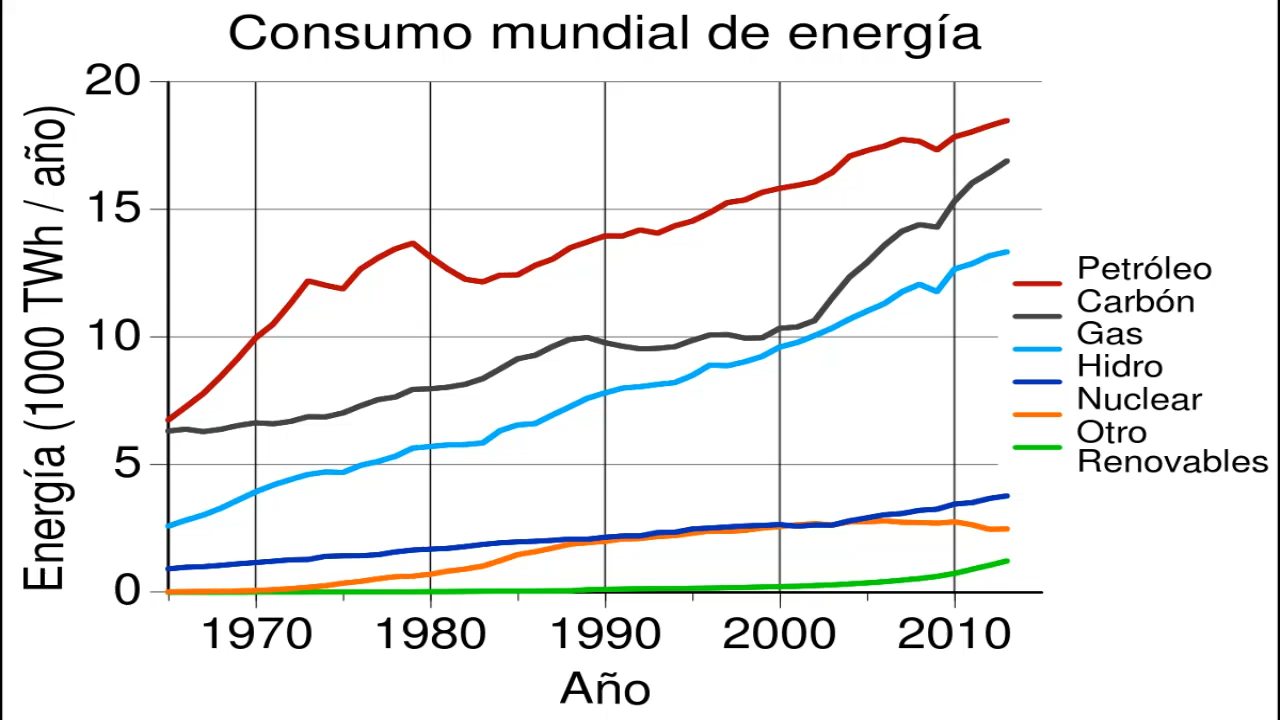 Consumo mundial de energía
Energía (1000 TWh / año)
20
15
10
5
0
1970 1980 1990 2000 2010
Año
Petróleo
Carbón
Gas
Hidro
Nuclear
Otro
Renovables